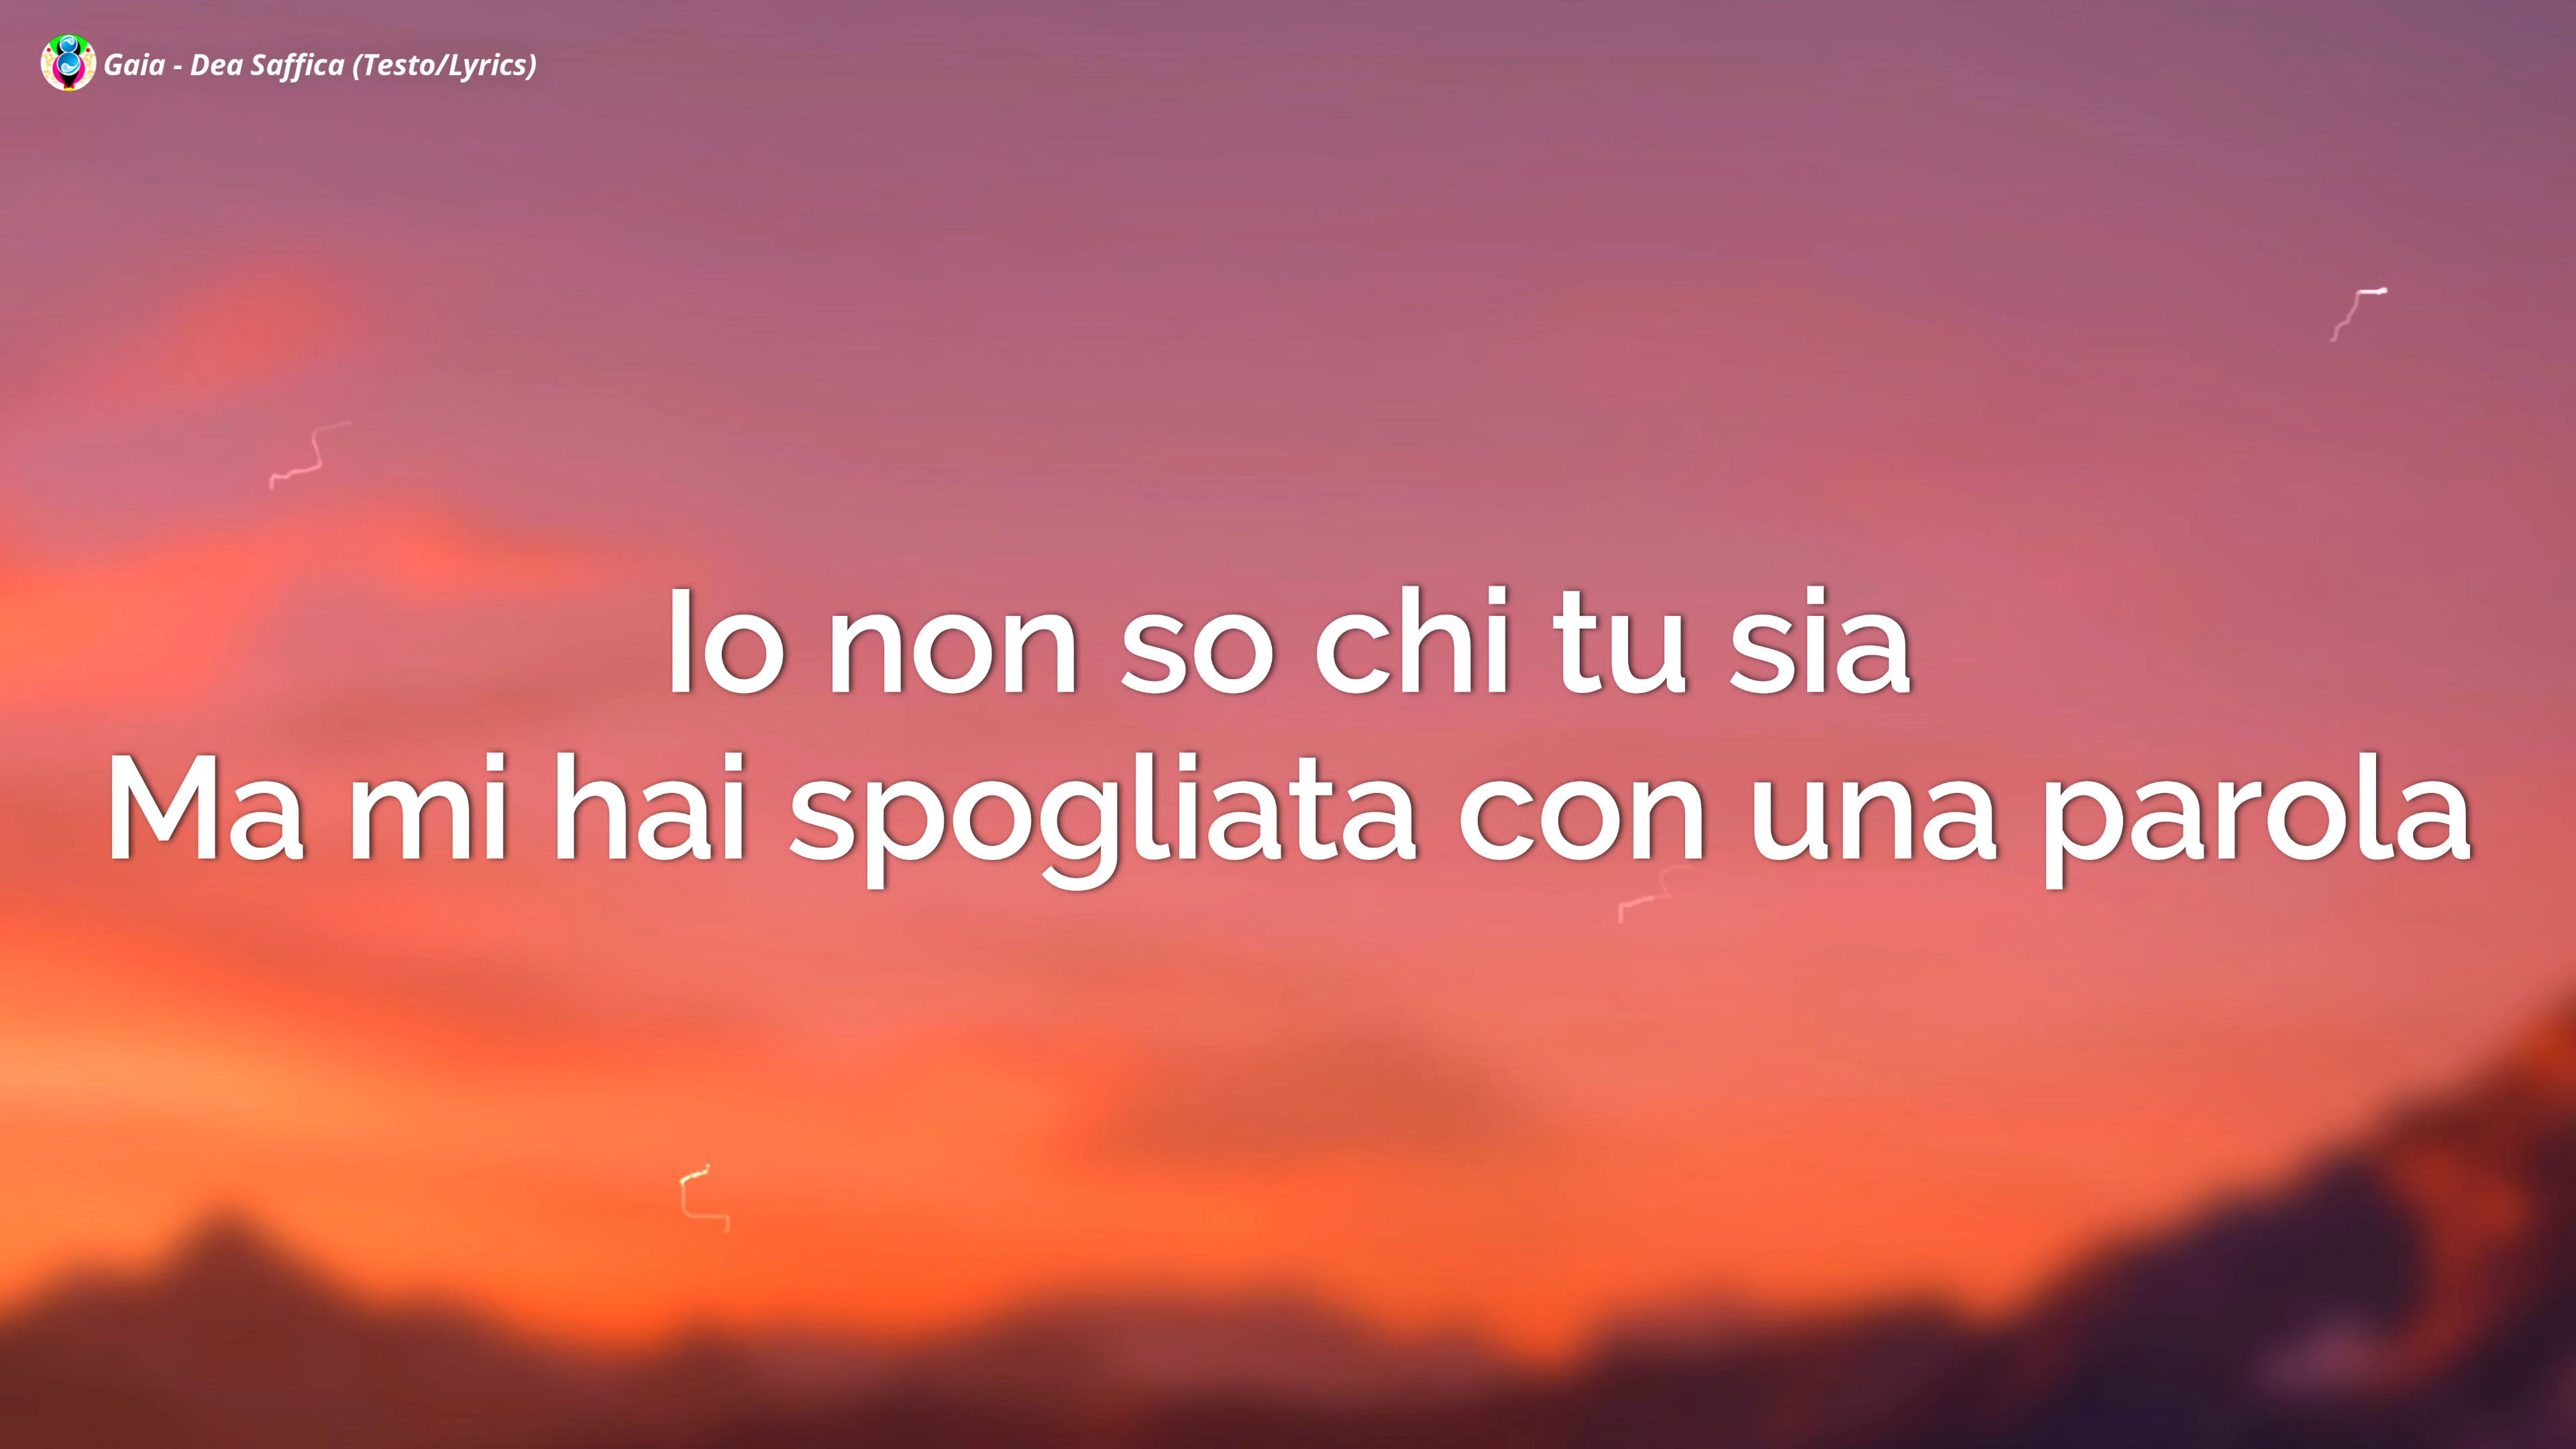 Gaia - Dea Saffica (Testo/Lyrics)
Io non so chi tu sia
Ma mi hai spogliata con una parola